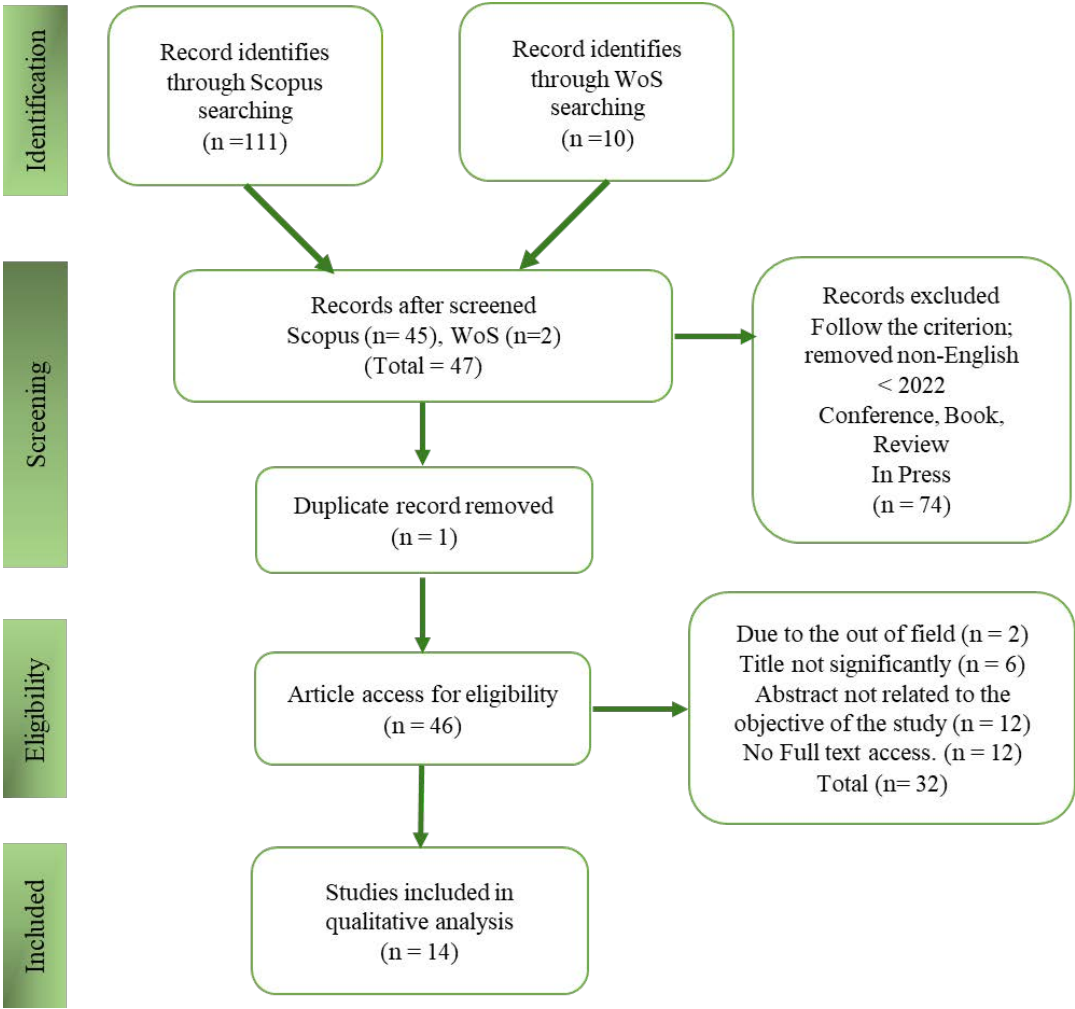 Identification
Record identifies
through Scopus
searching
(n =111)
Record identifies
through WoS
searching
(n =10)
Screening
Records after screened
Scopus (n= 45), WoS (n=2)
(Total = 47)
Records excluded
Follow the criterion;
removed non-English
< 2022
Conference, Book,
Review
In Press
(n = 74)
Duplicate record removed
(n = 1)
Eligibility
Article access for eligibility
(n = 46)
Due to the out of field (n = 2)
Title not significantly (n = 6)
Abstract not related to the
objective of the study (n = 12)
No Full text access. (n = 12)
Total (n= 32)
Included
Studies included in
qualitative analysis
(n = 14)